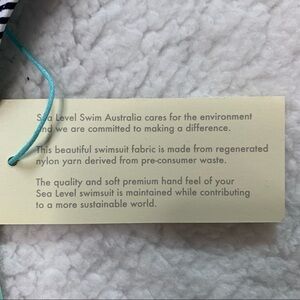 Sea Level Swim Australia cares for the environment
and we are committed to making a difference.
This beautiful swimsuit fabric is made from regenerated
nylon yarn derived from pre-consumer waste.
The quality and soft premium hand feel of your
Sea Level swimsuit is maintained while contributing
to a more sustainable world.